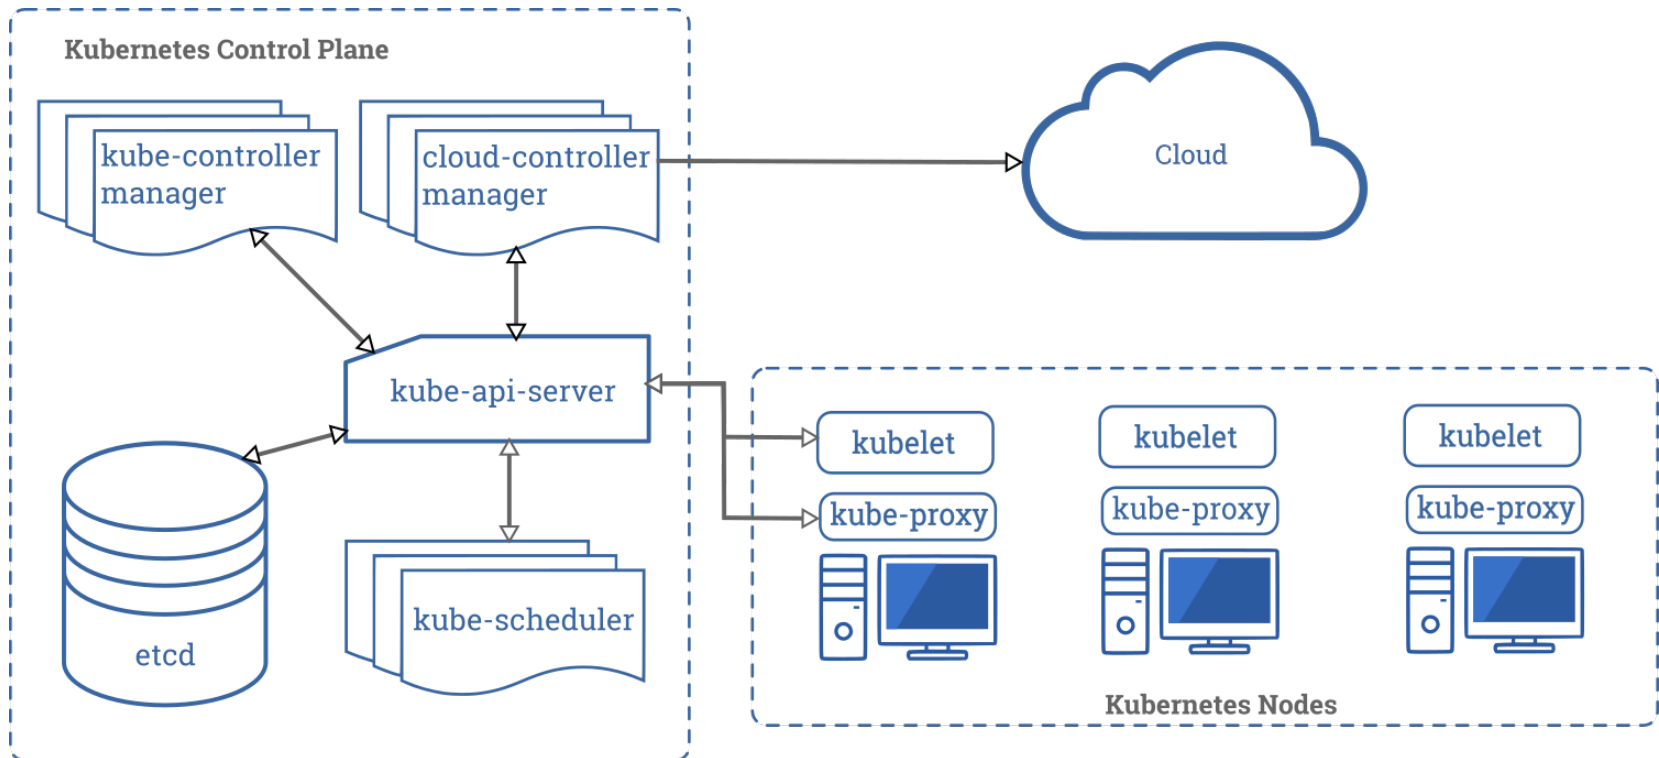 Kubernetes Control Plane
kube-controller
manager
cloud-controller
manager
Cloud
kube-api-server
kubelet
kubelet
kubelet
kube-proxy
kube-proxy
kube-proxy
etcd
kube-scheduler
Kubernetes Nodes